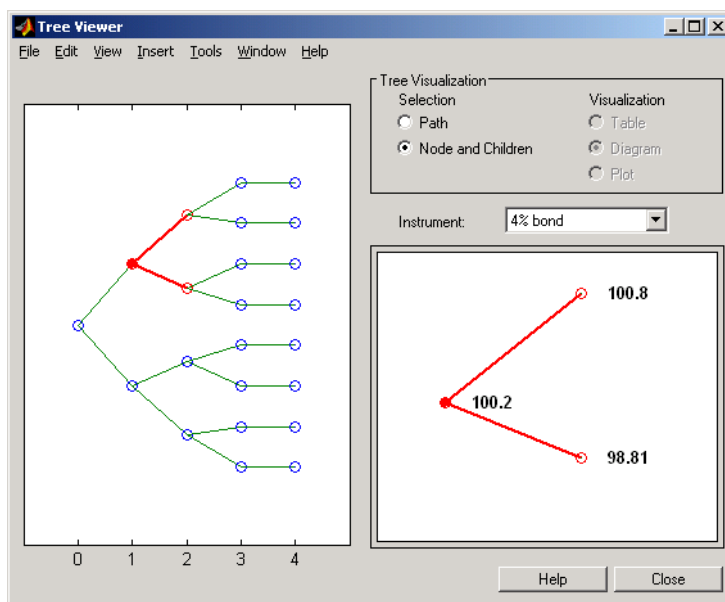 Tree Viewer
File Edit View Insert Tools Window Help
Tree Visualization
Selection
Path
Node and Children
Visualization
Table
Diagram
Plot
Instrument: 4% bond
100.8
100.2
98.81
0 1 2 3 4
Help Close